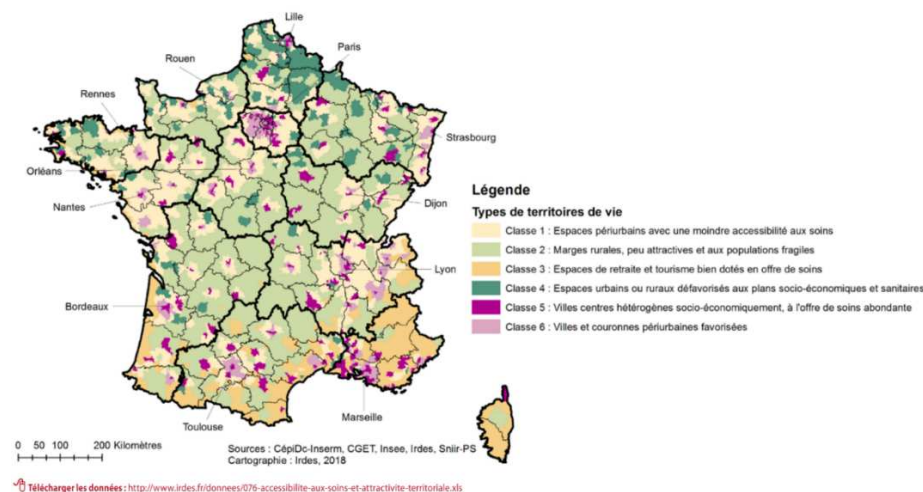 Lille
Paris
Rouen
Rennes
Strasbourg
Orléans
Nantes
Dijon
Lyon
Bordeaux
Toulouse
Marseille
Légende
Types de territoires de vie
Classe 1 : Espaces périurbains avec une moindre accessibilité aux soins
Classe 2 : Marges rurales, peu attractives et aux populations fragiles
Classe 3 : Espaces de retraite et tourisme bien dotés en offre de soins
Classe 4 : Espaces urbains ou ruraux défavorisés aux plans socio-économiques et sanitaires
Classe 5 : Villes centres hétérogènes socio-économiquement, à l'offre de soins abondante
Classe 6 : Villes et couronnes périurbaines favorisées
0 50 100 200 Kilomètres
Sources : CépiDc-Inserm, CGET, Insee, Irdes, Sniir-PS
Cartographie : Irdes, 2018
Télécharger les données : http://www.irdes.fr/donnees/076-accessibilite-aux-soins-et-attractivite-territoriale.xls